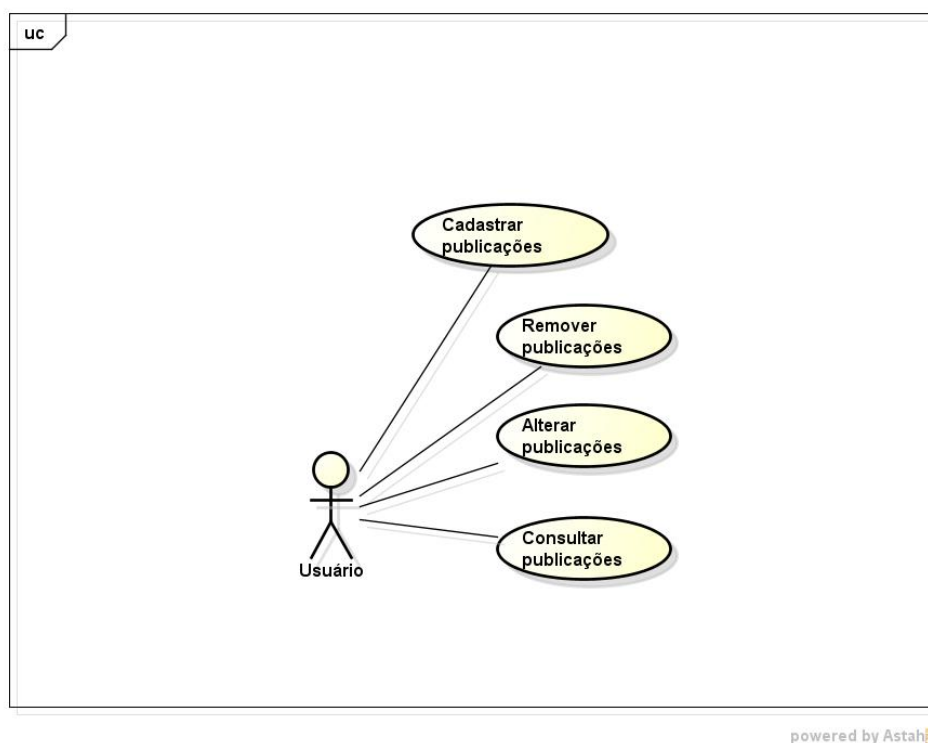 uc
Cadastrar
publicações
Remover
publicações
Alterar
publicações
Consultar
publicações
Usuário
powered by Astah